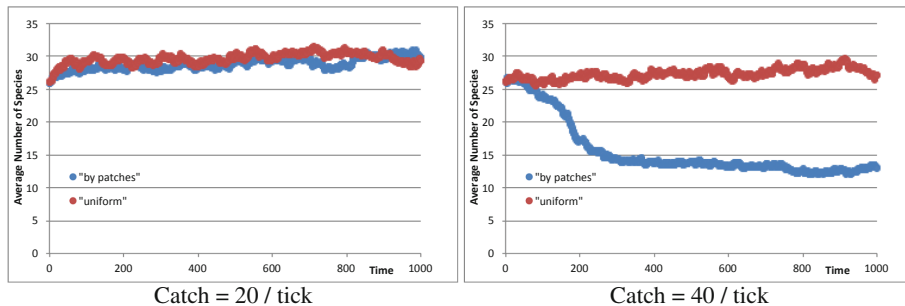 Average Number of Species
35
30
25
20
15
10
5
0
"by patches"
"uniform"
0 200 400 600 800 Time 1000
Catch = 20 / tick
Average Number of Species
35
30
25
20
15
10
5
0
"by patches"
"uniform"
0 200 400 600 800 Time 1000
Catch = 40 / tick